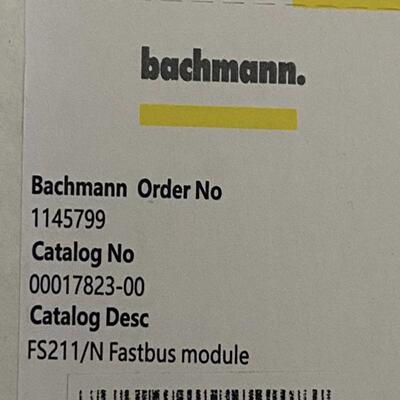 bachmann.
Bachmann Order No
1145799
Catalog No
00017823-00
Catalog Desc
FS211/N Fastbus module